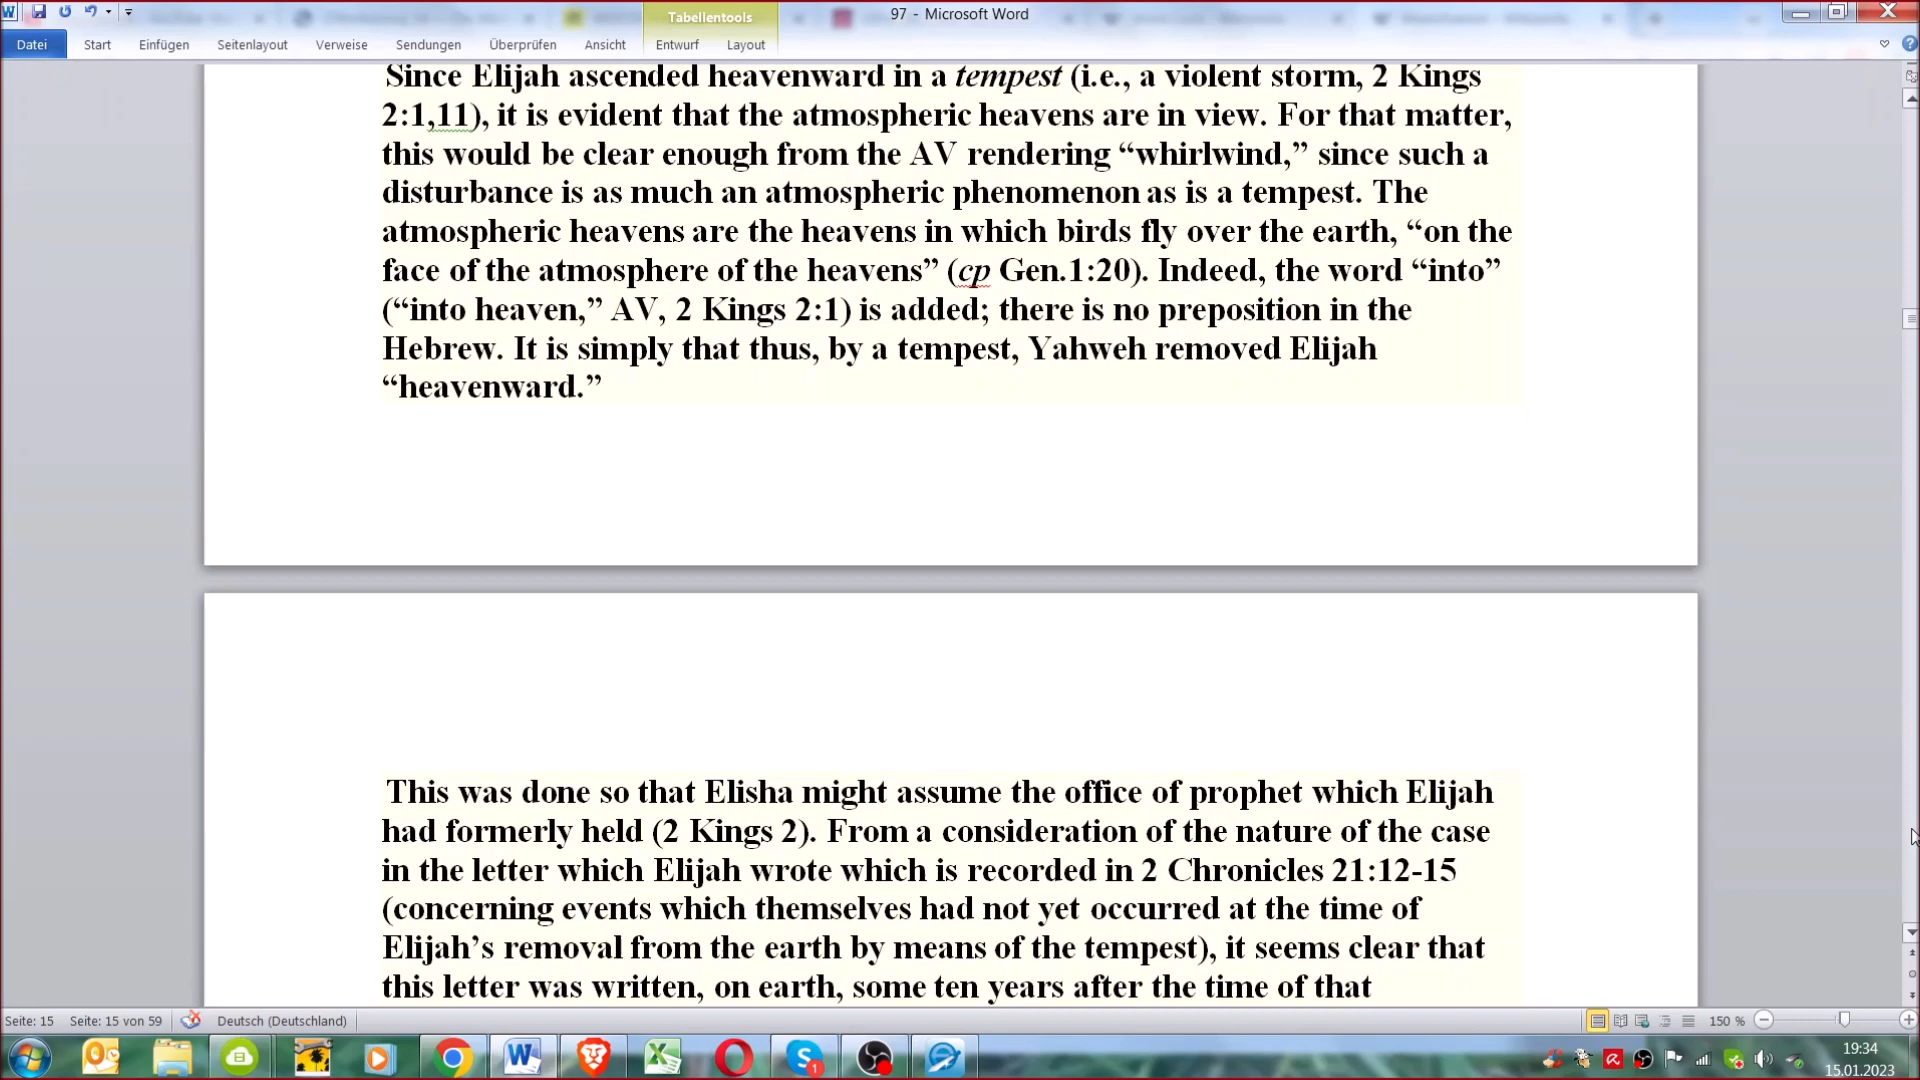 Tabellentools
97 - Microsoft Word
Datei Start Einfügen Seitenlayout Verweise Sendungen Überprüfen Ansicht Entwurf Layout
Since Elijah ascended heavenward in a tempest (i.e., a violent storm, 2 Kings
2:1,11), it is evident that the atmospheric heavens are in view. For that matter,
this would be clear enough from the AV rendering “whirlwind,” since such a
disturbance is as much an atmospheric phenomenon as is a tempest. The
atmospheric heavens are the heavens in which birds fly over the earth, “on the
face of the atmosphere of the heavens” (cp Gen.1:20). Indeed, the word “into”
(“into heaven,” AV, 2 Kings 2:1) is added; there is no preposition in the
Hebrew. It is simply that thus, by a tempest, Yahweh removed Elijah
“heavenward.”
This was done so that Elisha might assume the office of prophet which Elijah
had formerly held (2 Kings 2). From a consideration of the nature of the case
in the letter which Elijah wrote which is recorded in 2 Chronicles 21:12-15
(concerning events which themselves had not yet occurred at the time of
Elijah’s removal from the earth by means of the tempest), it seems clear that
this letter was written, on earth, some ten years after the time of that
Seite: 15 Seite: 15 von 59 Deutsch (Deutschland) 150 %
19:34
15.01.2023